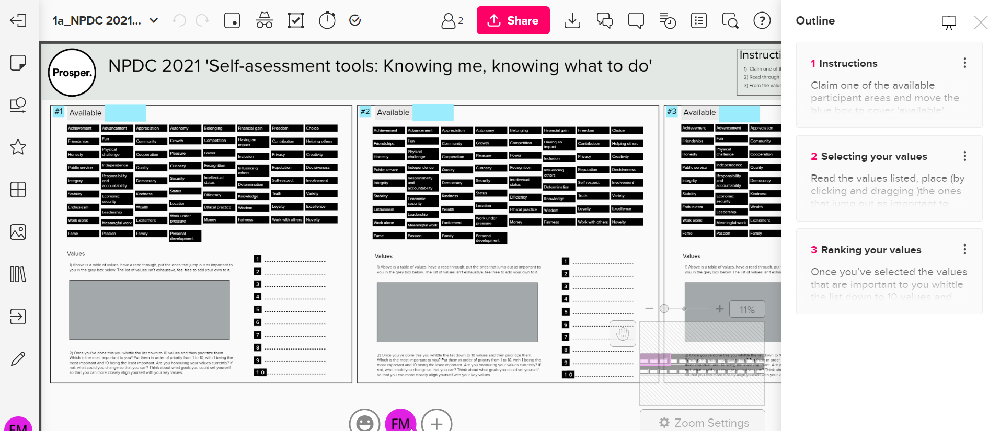 1a_NPDC 2021...
2
Share
?
Outline
Prosper.
NPDC 2021 'Self-asessment tools: Knowing me, knowing what to do'
Instructi
1) Claim one of t
2) Read through
3) From the value
#1 Available
Achievement Advancement Appreciation Autonomy Belonging Financial gain Freedom Choice
Friendships Fun Community Growth Competition Having an impact Contribution Helping others
Honesty Physical challenge Cooperation Pleasure Power Inclusion Privacy Creativity
Public service Independence Quality Curiosity Recognition Influencing others Reputation Decisiveness
Integrity Responsibility and accountability Democracy Security Intellectual status Determination Self-respect Involvement
Stability Economic security Kindness Status Efficiency Knowledge Truth Variety
Enthusiasm Leadership Wealth Location Ethical practice Wisdom Loyalty Excellence
Work alone Meaningful work Excitement Work under pressure Money Fairness Work with others Novelty
Fame Passion Family Personal development
Values
1) Above is a table of values, have a read through, put the ones that jump out as important to
you in the grey box below. The list of values isn't exhaustive, feel free to add your own to it.
2) Once you've done this you whittle the list down to 10 values and then prioritize them.
Which is the most important to you? Put them in order of priority from 1 to 10, with 1 being the
most important and 10 being the least important. Are you honouring your values currently? If
not, what could you change so that you can? Think about what goals you could set yourself
so that you can more closely align yourself with your key values.
1
2
3
4
5
6
7
8
9
10
#2 Available
Achievement Advancement Appreciation Autonomy Belonging Financial gain Freedom Choice
Friendships Fun Community Growth Competition Having an impact Contribution Helping others
Honesty Physical challenge Cooperation Pleasure Power Inclusion Privacy Creativity
Public service Independence Quality Curiosity Recognition Influencing others Reputation Decisiveness
Integrity Responsibility and accountability Democracy Security Intellectual status Determination Self-respect Involvement
Stability Economic security Kindness Status Efficiency Knowledge Truth Variety
Enthusiasm Leadership Wealth Location Ethical practice Wisdom Loyalty Excellence
Work alone Meaningful work Excitement Work under pressure Money Fairness Work with others Novelty
Fame Passion Family Personal development
Values
1) Above is a table of values, have a read through, put the ones that jump out as important to
you in the grey box below. The list of values isn't exhaustive, feel free to add your own to it.
2) Once you've done this you whittle the list down to 10 values and then prioritize them.
Which is the most important to you? Put them in order of priority from 1 to 10, with 1 being the
most important and 10 being the least important. Are you honouring your values currently? If
not, what could you change so that you can? Think about what goals you could set yourself
so that you can more closely align yourself with your key values.
1
2
3
4
5
6
7
8
9
10
#3 Available
Achievement Advancement Appreciation
Friendships Fun Community
Honesty Physical challenge Cooperation
Public service Independence Quality
Integrity Responsibility and accountability Democracy
Stability Economic security Kindness
Enthusiasm Leadership Wealth
Work alone Meaningful work Excitement
Fame Passion Family
Values
1) Above is a table of values, have a read through, put
you in the grey box below. The list of values isn't exhau
2) Once you've done this you whittle the list down to 1
Which is the most important to you? Put them in orde
most important and 10 being the least important. Are y
not, what could you change so that you can? Think abo
so that you can more closely align yourself with your k
11%
Zoom Settings
FM
FM
1 Instructions
Claim one of the available
participant areas and move the
blue box to cover 'available'
2 Selecting your values
Read the values listed, place (by
clicking and dragging )the ones
that jump out as important to
3 Ranking your values
Once you've selected the values
that are important to you whittle
the list down to 10 values and